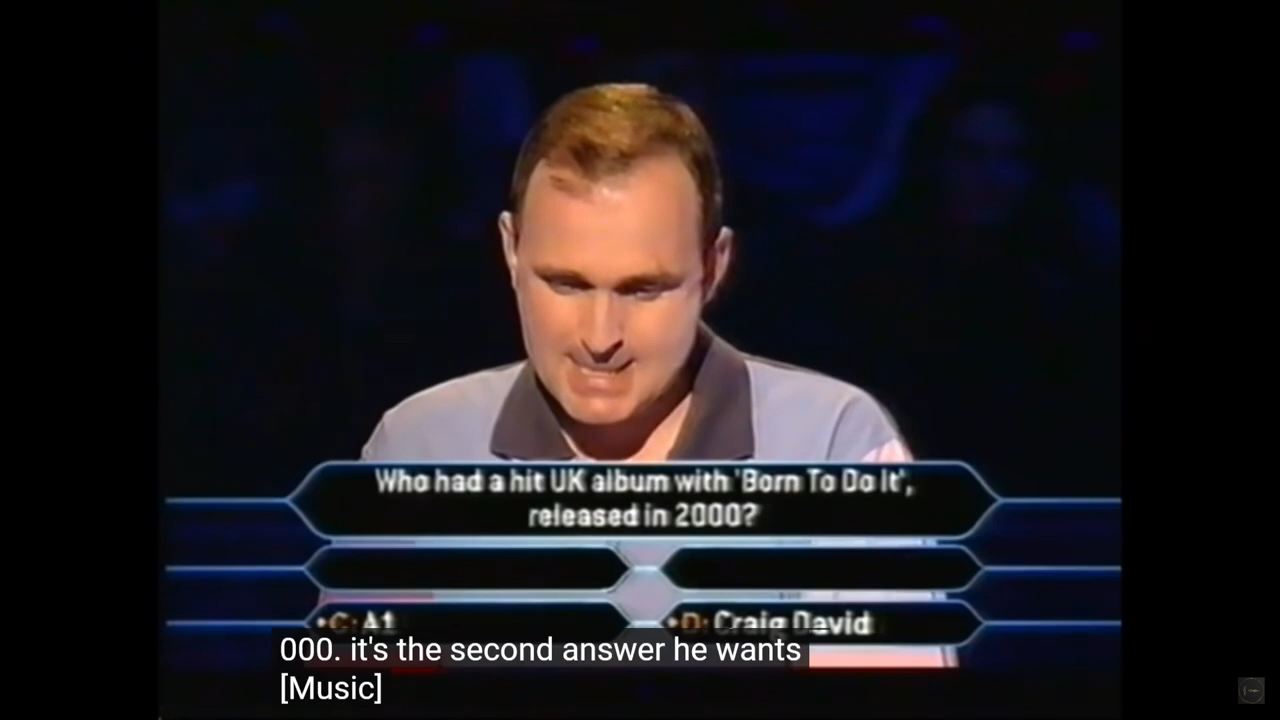 Who had a hit UK album with 'Born To Do It',
released in 2000?
•C: A1
•D: Craig David
000. it's the second answer he wants
[Music]